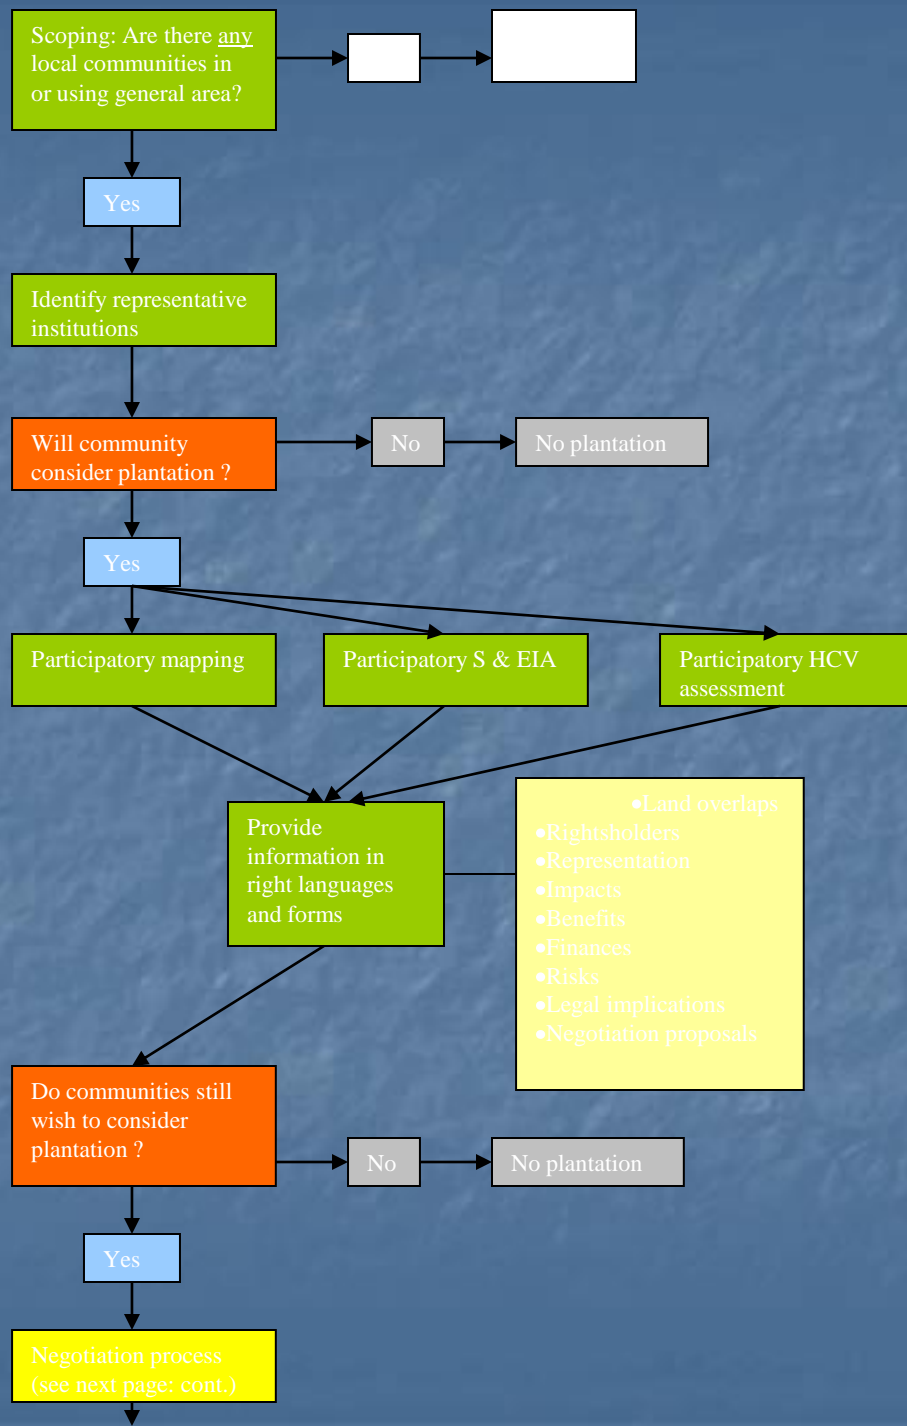 Scoping: Are there any
local communities in
or using general area?
Yes
Identify representative
institutions
Will community
consider plantation ?
No
No plantation
Yes
Participatory mapping
Participatory S & EIA
Participatory HCV
assessment
Provide
information in
right languages
and forms
•Land overlaps
•Rightsholders
•Representation
•Impacts
•Benefits
•Finances
•Risks
•Legal implications
•Negotiation proposals
Do communities still
wish to consider
plantation ?
No
No plantation
Yes
Negotiation process
(see next page: cont.)